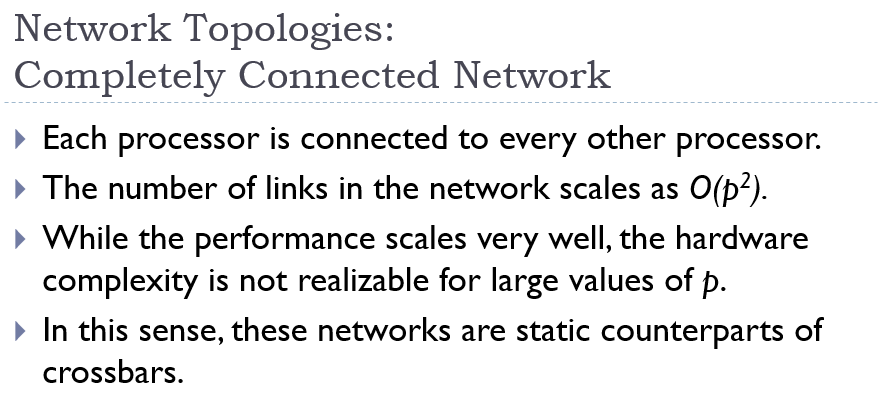 Network Topologies:
Completely Connected Network
Each processor is connected to every other processor.
The number of links in the network scales as O(p²).
While the performance scales very well, the hardware
complexity is not realizable for large values of p.
In this sense, these networks are static counterparts of
crossbars.